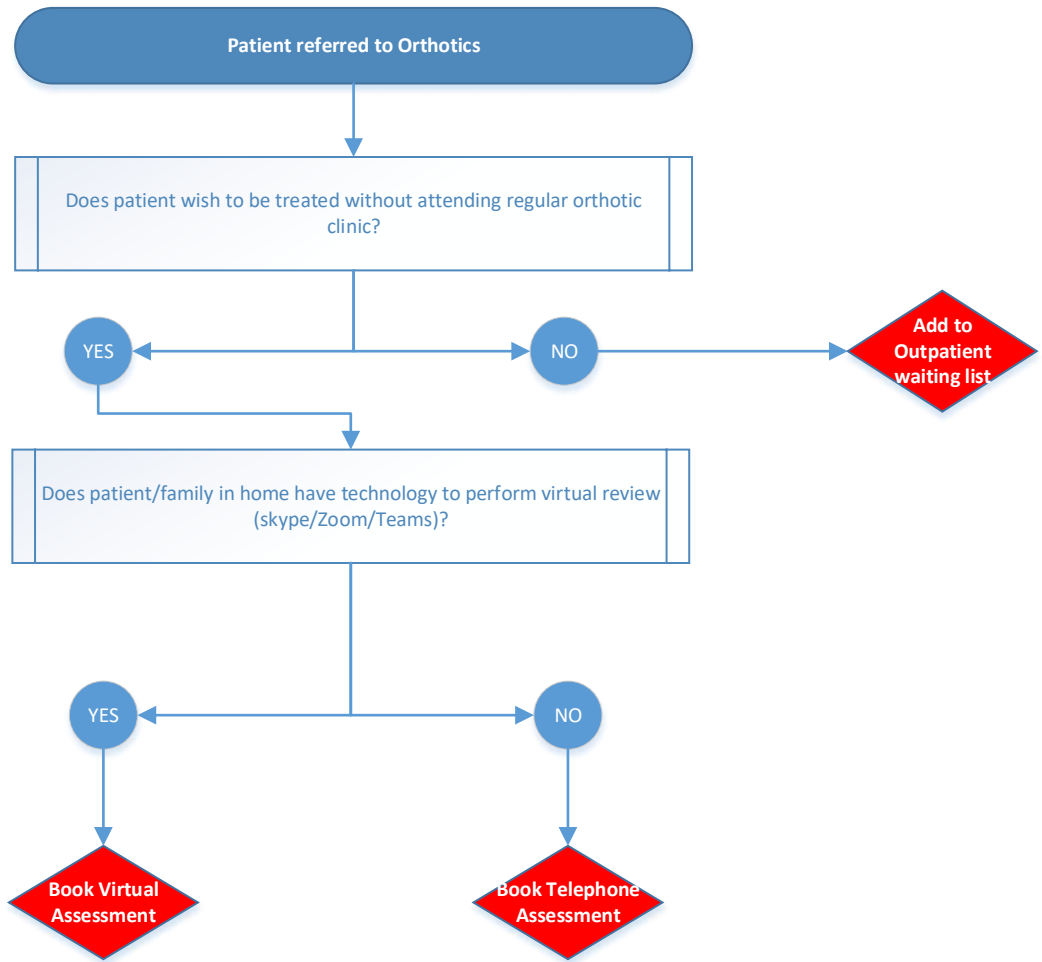 Patient referred to Orthotics
Does patient wish to be treated without attending regular orthotic
clinic?
YES
NO
Add to
Outpatient
waiting list
Does patient/family in home have technology to perform virtual review
(skype/Zoom/Teams)?
YES
NO
Book Virtual
Assessment
Book Telephone
Assessment